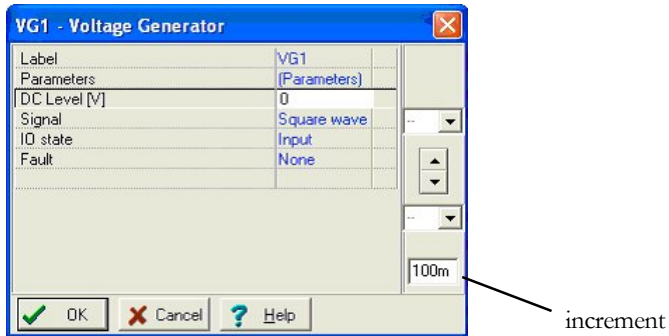 VG1 - Voltage Generator
Label VG1
Parameters (Parameters)
DC Level [V] 0
Signal Square wave
IO state Input
Fault None
--
--
100m
OK Cancel ? Help
increment